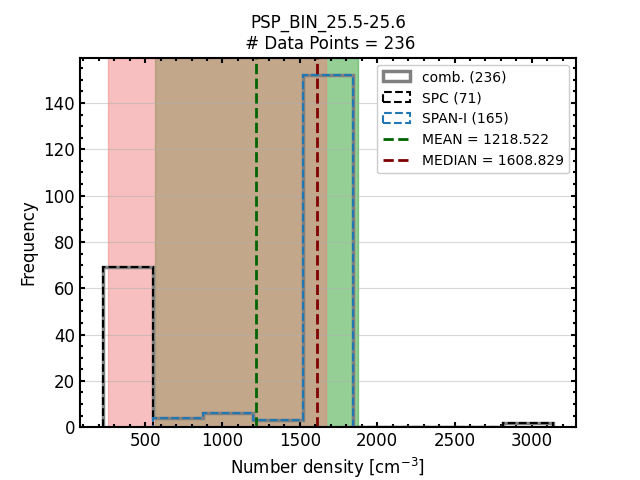 PSP_BIN_25.5-25.6
# Data Points = 236
comb. (236)
SPC (71)
SPAN-I (165)
MEAN = 1218.522
MEDIAN = 1608.829
Frequency
140
120
100
80
60
40
20
0
500 1000 1500 2000 2500 3000
Number density [cm⁻³]